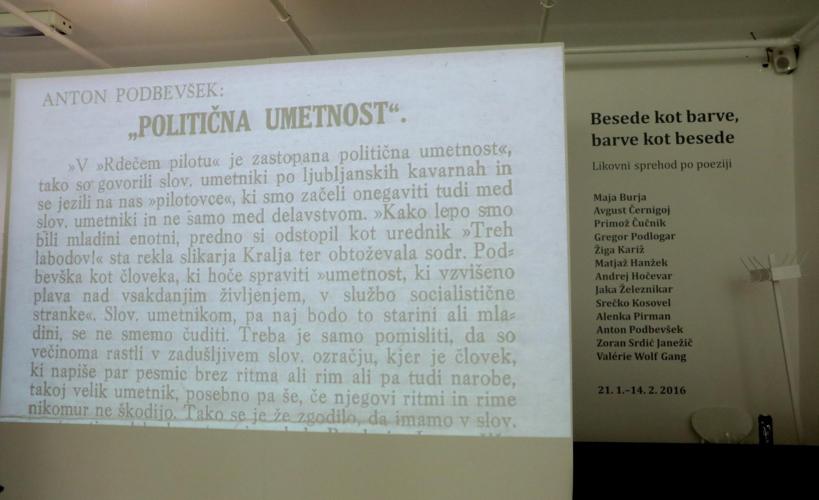 ANTON PODBEVŠEK:
„POLITIČNA UMETNOST“.
»V »Rdečem pilotu« je zastopana politična umetnost«,
tako so govorili slov. umetniki po ljubljanskih kavarnah in
se jezili na nas »pilotovce«, ki smo začeli onegaviti tudi med
slov. umetniki in ne samo med delavstvom. »Kako lepo smo
bili mladini enotni, predno si odstopil kot urednik »Treh
labodov!« sta rekla slikarja Kralja ter obtoževala sodr. Pod=
bevška kot človeka, ki hoče spraviti »umetnost, ki vzvišeno
plava nad vsakdanjim življenjem, v službo socialistične
stranke«. Slov. umetnikom, pa naj bodo to starini ali mla=
dini, se ne smemo čuditi. Treba je samo pomisliti, da so
večinoma rastli v zadušljivem slov. ozračju, kjer je človek,
ki napiše par pesmic brez ritma ali rim ali pa tudi narobe,
takoj velik umetnik, posebno pa še, če njegovi ritmi in rime
nikomur ne škodijo. Tako se je že zgodilo, da imamo v slov.
Besede kot barve,
barve kot besede
Likovni sprehod po poeziji
Maja Burja
Avgust Černigoj
Primož Čučnik
Gregor Podlogar
Žiga Kariž
Matjaž Hanžek
Andrej Hočevar
Jaka Železnikar
Srečko Kosovel
Alenka Pirman
Anton Podbevšek
Zoran Srdić Janežič
Valérie Wolf Gang
21. 1.–14. 2. 2016